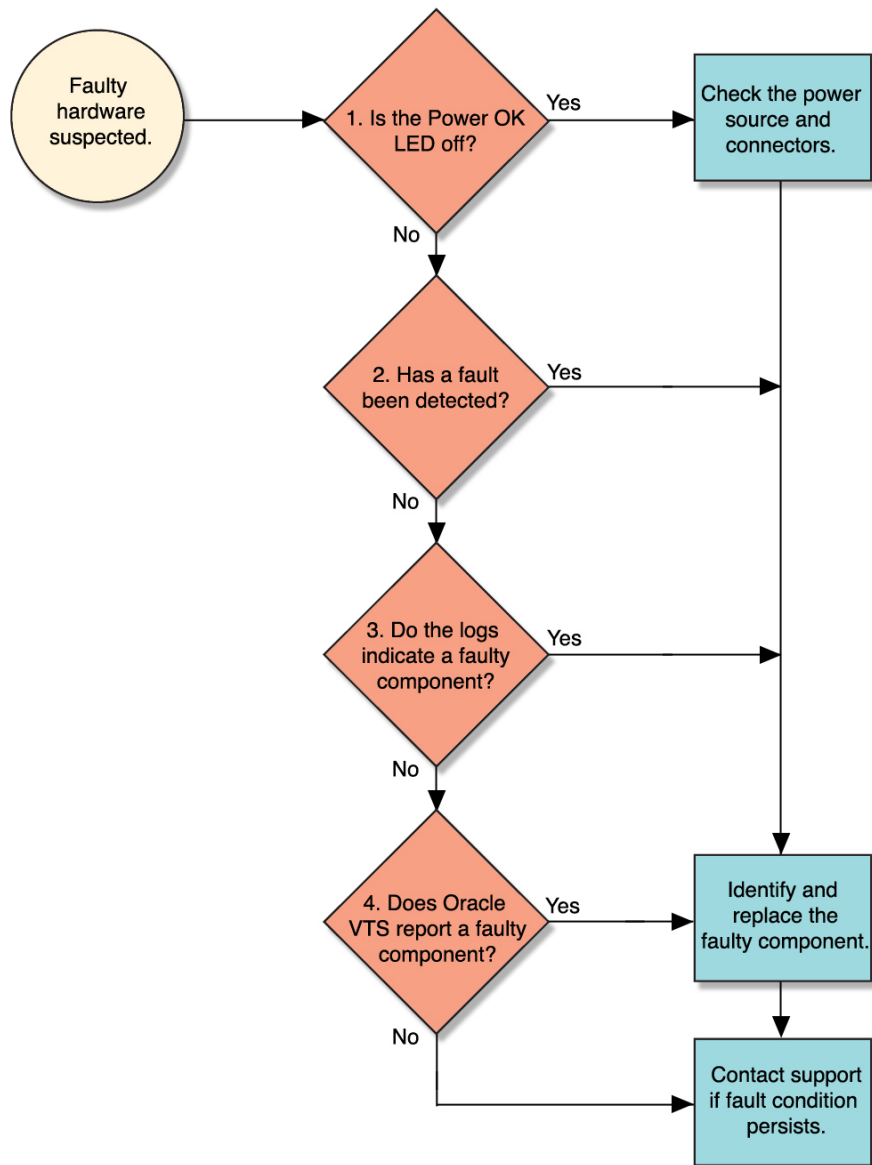 Faulty
hardware
suspected.
1. Is the Power OK
LED off?
Yes
Check the power
source and
connectors.
No
2. Has a fault
been detected?
Yes
No
3. Do the logs
indicate a faulty
component?
Yes
No
4. Does Oracle
VTS report a faulty
component?
Yes
Identify and
replace the
faulty component.
No
Contact support
if fault condition
persists.